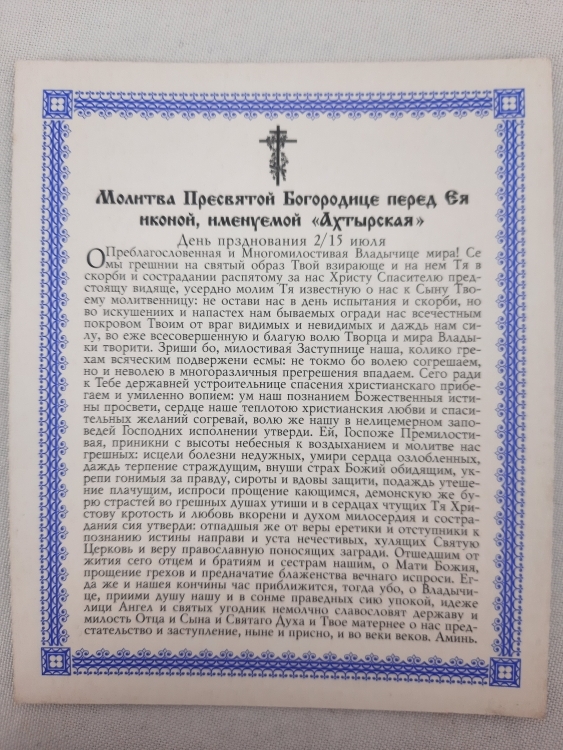 Молитва Пресвятой Богородице перед Ея
иконой, именуемой «Ахтырская»
День прзднования 2/15 июля
О Преблагословенная и Многомилостивая Владычице мира! Се
мы грешнии на святый образ Твой взирающе и на нем Тя в
скорби и сострадании распятому за нас Христу Спасителю пред-
стоящу видяще, усердно молим Тя известную о нас к Сыну Тво-
ему молитвенницу: не остави нас в день испытания и скорби, но
во искушениих и напастех нам бываемых огради нас всечестным
покровом Твоим от враг видимых и невидимых и даждь нам си-
лу, во еже всесовершенную и благую волю Творца и мира Влады-
ки творити. Зриши бо, милостивая Заступнице наша, колико гре-
хам всяческим подвержени есмы: не токмо бо волею согрешаем,
но и неволею в многоразличныя прегрешения впадаем. Сего ради
к Тебе державней устроительнице спасения христианскаго прибе-
гаем и умиленно вопием: ум наш познанием Божественныя исти-
ны просвети, сердце наше теплотою христианския любви и спаси-
тельных желаний согревай, волю же нашу в нелицемерном запо-
ведей Господних исполнении утверди. Ей, Госпоже Премилости-
вая, приникни с высоты небесныя к воздыханием и молитве нас
грешных: исцели болезни недужных, умири сердца озлобленных,
даждь терпение страждущим, внуши страх Божий обидящим, ук-
репи гонимыя за правду, сироты и вдовы защити, подаждь утеше-
ние плачущим, испроси прощение кающимся, демонскую же бу-
рю страстей во грешных душах утиши и в сердцах чтущих Тя Хри-
стову кротость и любовь вкорени и духом милосердия и состра-
дания сия утверди: отпадшыя же от веры еретики и отступники к
познанию истины направи и уста нечестивых, хулящих Святую
Церковь и веру православную поносящих загради. Отшедшим от
жития сего отцем и братиям и сестрам нашим, о Мати Божия,
прощение грехов и предначатие блаженства вечнаго испроси. Ег-
да же и нашея кончины час приближится, тогда убо, о Владычи-
це, приими душу нашу и в сонме праведных сию упокой, идеже
лици Ангел и святых угодник немолчно славословят державу и
милость Отца и Сына и Святаго Духа и Твое матернее о нас пред-
стательство и заступление, ныне и присно, и во веки веков. Аминь.